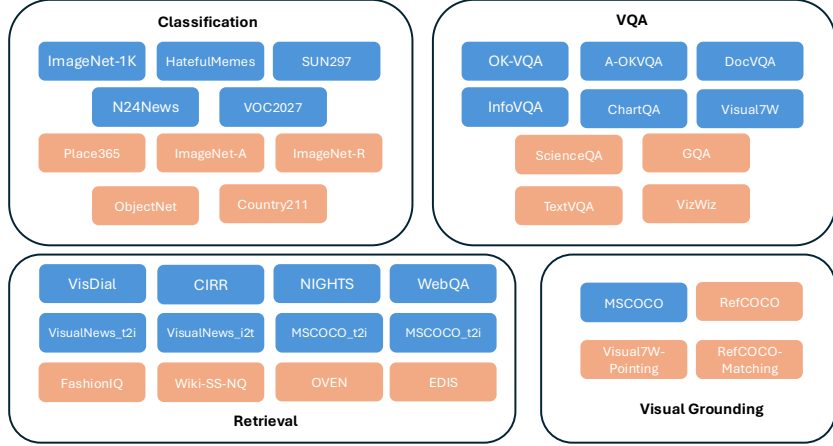 Classification
ImageNet-1K
HatefulMemes
SUN297
N24News
VOC2027
Place365
ImageNet-A
ImageNet-R
ObjectNet
Country211
VQA
OK-VQA
A-OKVQA
DocVQA
InfoVQA
ChartQA
Visual7W
ScienceQA
GQA
TextVQA
VizWiz
VisDial
CIRR
NIGHTS
WebQA
VisualNews_t2i
VisualNews_i2t
MSCOCO_t2i
MSCOCO_t2i
FashionIQ
Wiki-SS-NQ
OVEN
EDIS
Retrieval
MSCOCO
RefCOCO
Visual7W-
Pointing
RefCOCO-
Matching
Visual Grounding